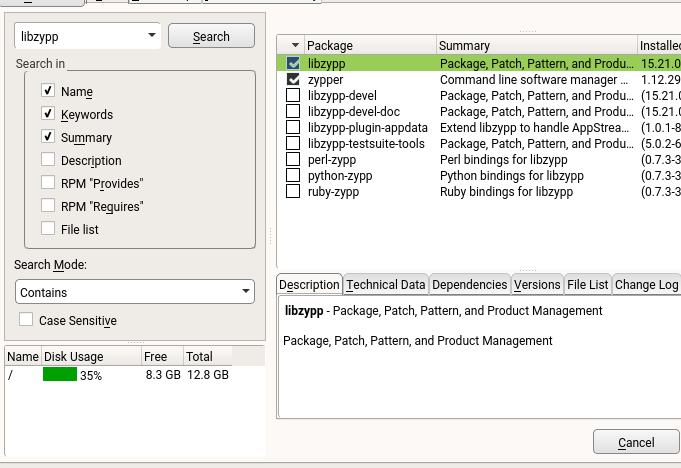 libzypp
Search
Search in
Name
Keywords
Summary
Description
RPM "Provides"
RPM "Requires"
File list
Search Mode:
Contains
Case Sensitive
Name Disk Usage Free Total
/ 35% 8.3 GB 12.8 GB
Package Summary Installed
libzypp Package, Patch, Pattern, and Produ... 15.21.0
zypper Command line software manager ... 1.12.29
libzypp-devel Package, Patch, Pattern, and Produ... (15.21.0
libzypp-devel-doc Package, Patch, Pattern, and Produ... (15.21.0
libzypp-plugin-appdata Extend libzypp to handle AppStrea... (1.0.1-8
libzypp-testsuite-tools Package, Patch, Pattern, and Produ... (5.0.2-6
perl-zypp Perl bindings for libzypp (0.7.3-3
python-zypp Python bindings for libzypp (0.7.3-3
ruby-zypp Ruby bindings for libzypp (0.7.3-3
Description Technical Data Dependencies Versions File List Change Log
libzypp - Package, Patch, Pattern, and Product Management
Package, Patch, Pattern, and Product Management
Cancel